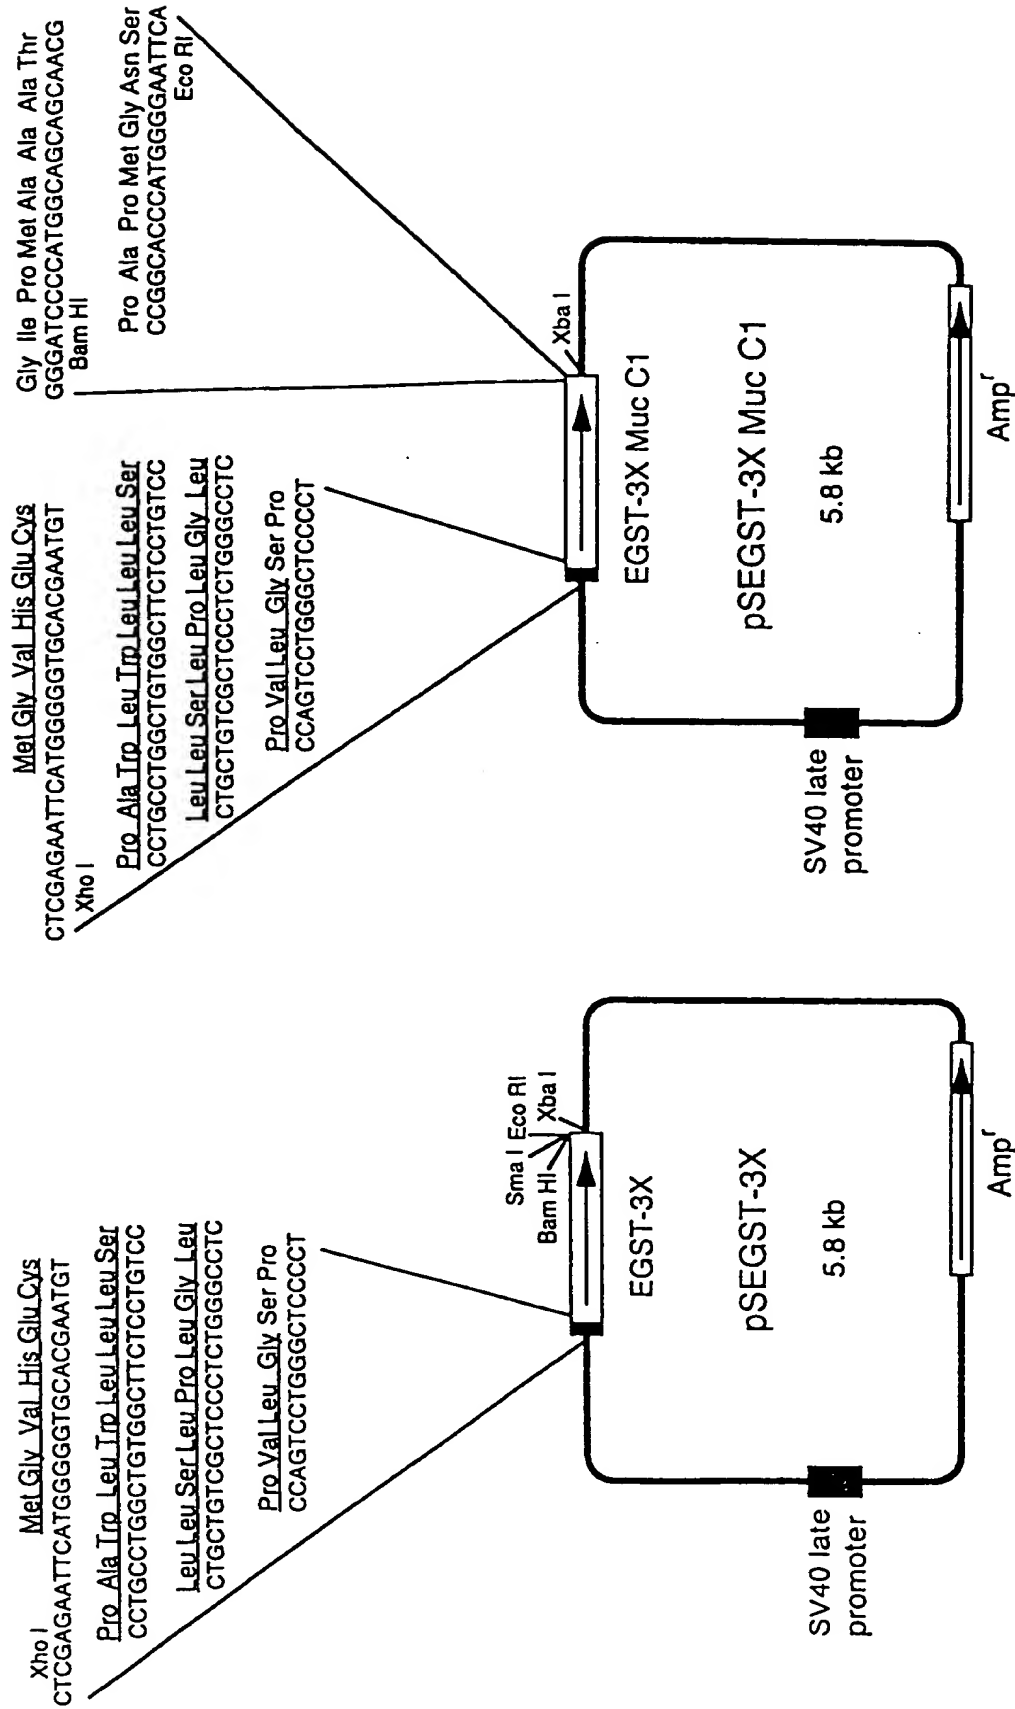 Xho I
Met Gly Val His Glu Cys
CTCGAGAATTCATGGGGGTGCACGAATGT
Pro Ala Trp Leu Trp Leu Leu Leu Ser
CCTGCCTGGCTGTGGCTTCTCCTGTCC
Leu Leu Ser Leu Pro Leu Gly Leu
CTGCTGTCGCTCCCTCTGGGCCTC
Pro Val Leu Gly Ser Pro
CCAGTCCTGGGCTCCCCT
Sma I
Eco RI
Bam HI
Xba I
EGST-3X
pSEGST-3X
5.8 kb
SV40 late
promoter
Amp^r
Met Gly Val His Glu Cys
CTCGAGAATTCATGGGGGTGCACGAATGT
Xho I
Pro Ala Trp Leu Trp Leu Leu Leu Ser
CCTGCCTGGCTGTGGCTTCTCCTGTCC
Leu Leu Ser Leu Pro Leu Gly Leu
CTGCTGTCGCTCCCTCTGGGCCTC
Pro Val Leu Gly Ser Pro
CCAGTCCTGGGCTCCCCT
Gly Ile Pro Met Ala Ala Ala Thr
GGGATCCCCATGGCAGCAGCAACG
Bam HI
Pro Ala Pro Met Gly Asn Ser
CCGGCACCCATGGGGAATTCA
Eco RI
Xba I
EGST-3X Muc C1
pSEGST-3X Muc C1
5.8 kb
SV40 late
promoter
Amp^r